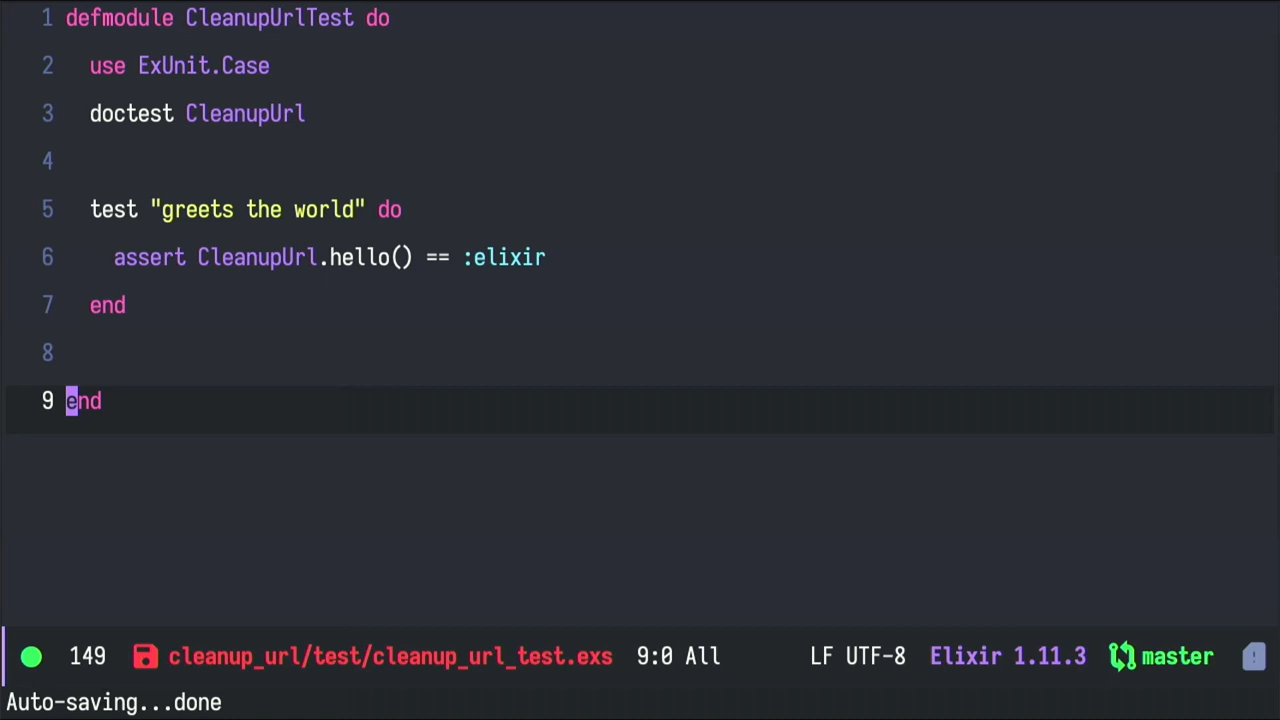 1 defmodule CleanupUrlTest do
2   use ExUnit.Case
3   doctest CleanupUrl
4
5   test "greets the world" do
6     assert CleanupUrl.hello() == :elixir
7   end
8
9 end
149 cleanup_url/test/cleanup_url_test.exs 9:0 All LF UTF-8 Elixir 1.11.3 master !
Auto-saving...done